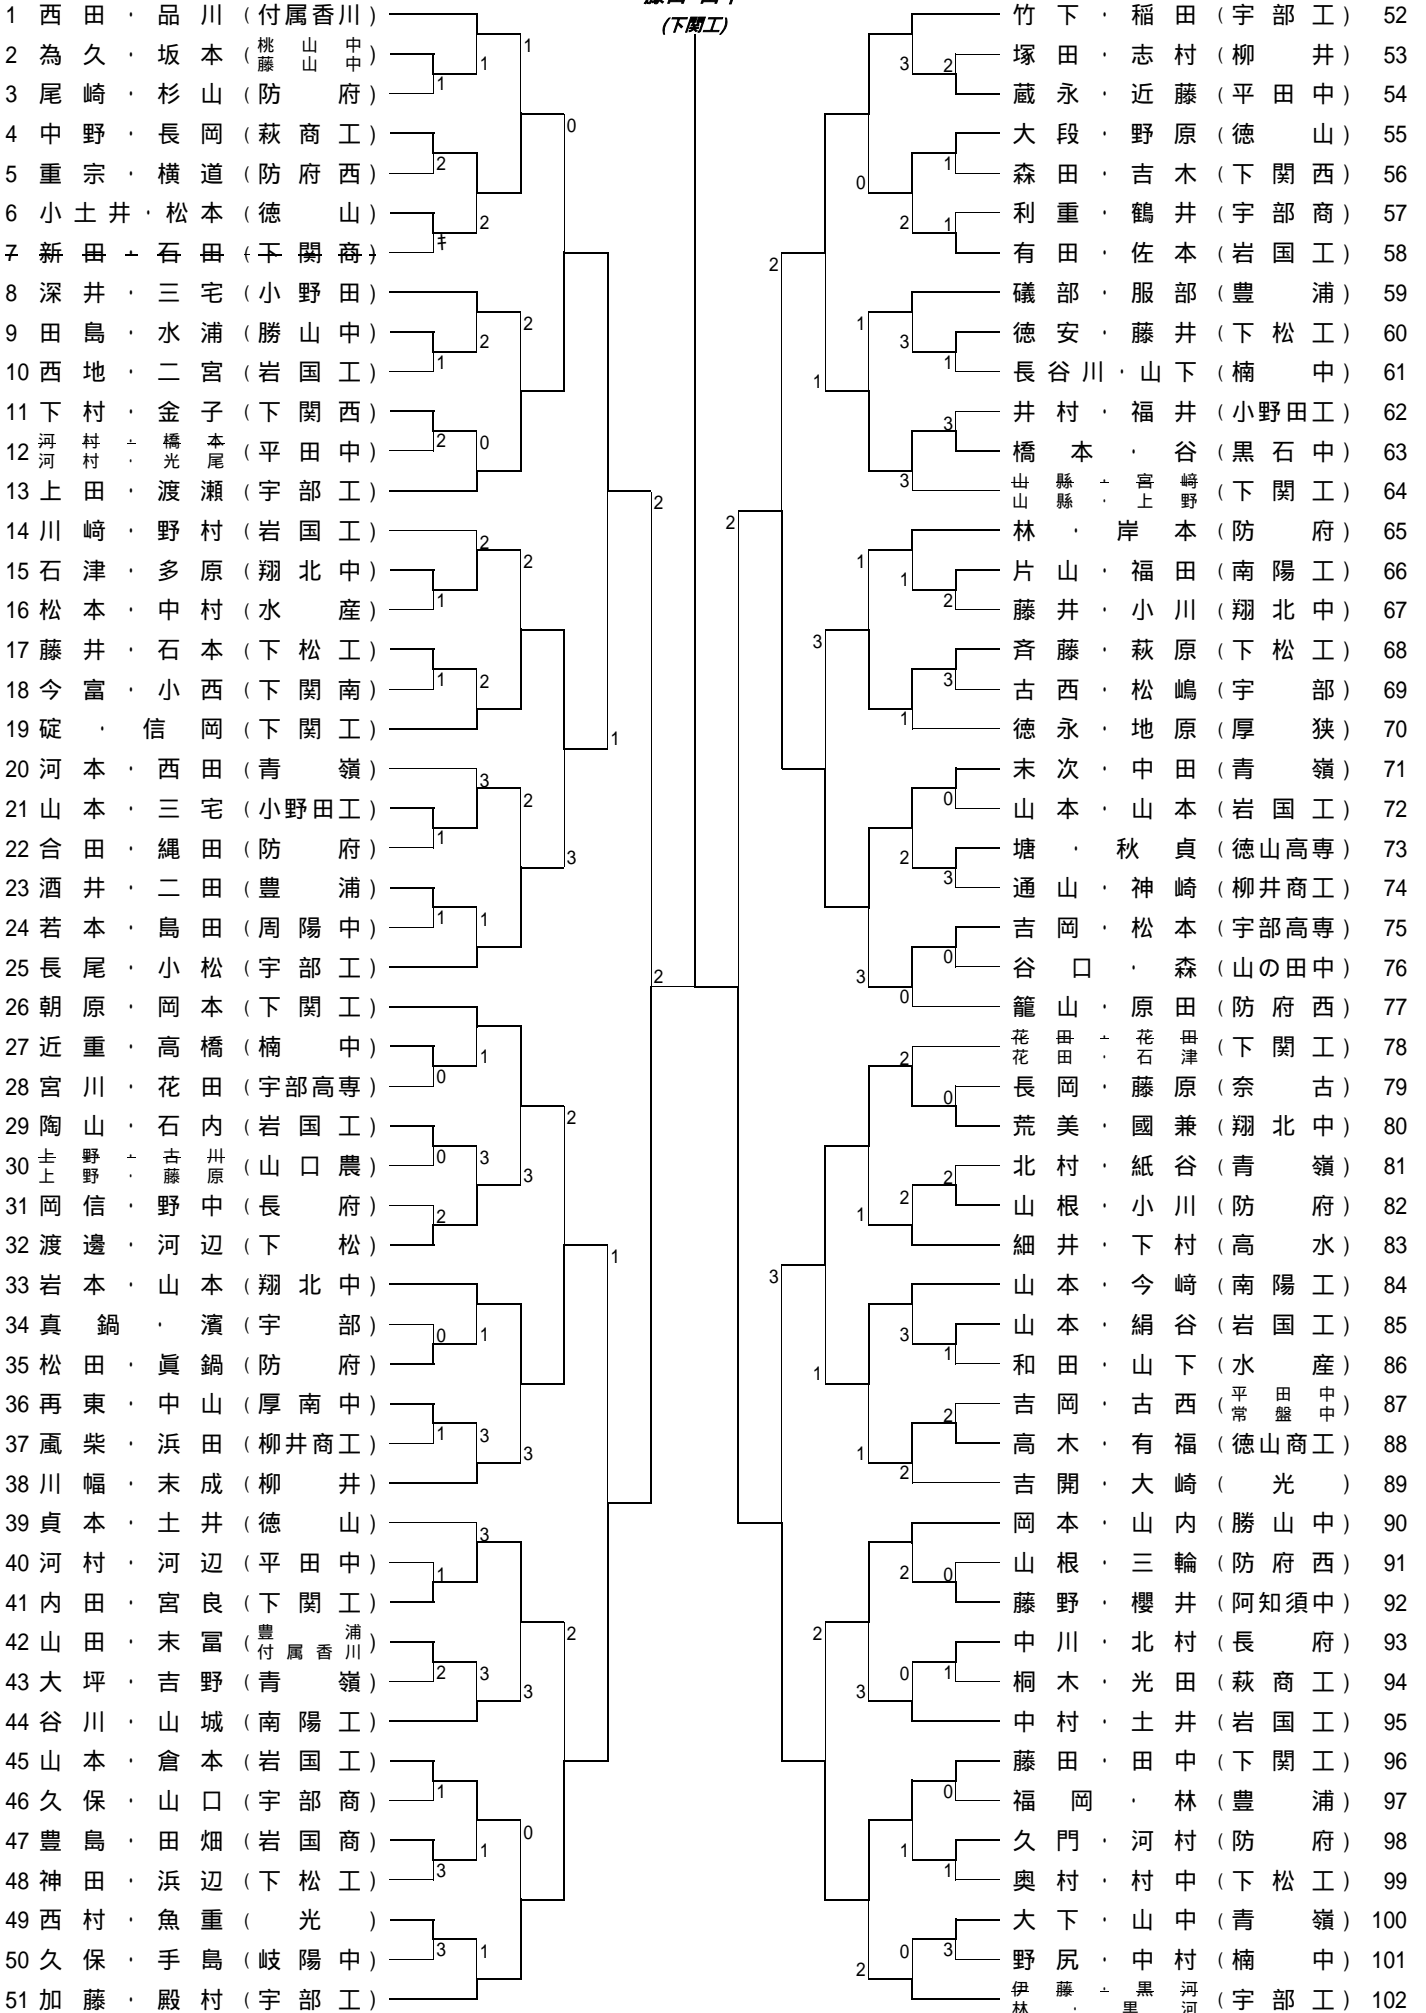 (下関工)
1 西田・品川(付属香川)
2 為久・坂本(桃山中 藤山中)
3 尾崎・杉山(防府)
4 中野・長岡(萩商工)
5 重宗・横道(防府西)
6 小土井・松本(徳山)
7 新田・石田(下関商)
8 深井・三宅(小野田)
9 田島・水浦(勝山中)
10 西地・二宮(岩国工)
11 下村・金子(下関西)
12 河村・橋本 河村・光尾(平田中)
13 上田・渡瀬(宇部工)
14 川﨑・野村(岩国工)
15 石津・多原(翔北中)
16 松本・中村(水産)
17 藤井・石本(下松工)
18 今富・小西(下関南)
19 碇・信岡(下関工)
20 河本・西田(青嶺)
21 山本・三宅(小野田工)
22 合田・縄田(防府)
23 酒井・二田(豊浦)
24 若本・島田(周陽中)
25 長尾・小松(宇部工)
26 朝原・岡本(下関工)
27 近重・高橋(楠中)
28 宮川・花田(宇部高専)
29 陶山・石内(岩国工)
30 上野・古川 上野・藤原(山口農)
31 岡信・野中(長府)
32 渡邊・河辺(下松)
33 岩本・山本(翔北中)
34 真鍋・濱(宇部)
35 松田・眞鍋(防府)
36 再東・中山(厚南中)
37 颪柴・浜田(柳井商工)
38 川幅・末成(柳井)
39 貞本・土井(徳山)
40 河村・河辺(平田中)
41 内田・宮良(下関工)
42 山田・末冨(豊浦 付属香川)
43 大坪・吉野(青嶺)
44 谷川・山城(南陽工)
45 山本・倉本(岩国工)
46 久保・山口(宇部商)
47 豊島・田畑(岩国商)
48 神田・浜辺(下松工)
49 西村・魚重(光)
50 久保・手島(岐陽中)
51 加藤・殿村(宇部工)
竹下・稲田(宇部工) 52
塚田・志村(柳井) 53
蔵永・近藤(平田中) 54
大段・野原(徳山) 55
森田・吉木(下関西) 56
利重・鶴井(宇部商) 57
有田・佐本(岩国工) 58
礒部・服部(豊浦) 59
徳安・藤井(下松工) 60
長谷川・山下(楠中) 61
井村・福井(小野田工) 62
橋本・谷(黒石中) 63
山縣・宮﨑 山縣・上野(下関工) 64
林・岸本(防府) 65
片山・福田(南陽工) 66
藤井・小川(翔北中) 67
斉藤・萩原(下松工) 68
古西・松嶋(宇部) 69
徳永・地原(厚狭) 70
末次・中田(青嶺) 71
山本・山本(岩国工) 72
塘・秋貞(徳山高専) 73
通山・神崎(柳井商工) 74
吉岡・松本(宇部高専) 75
谷口・森(山の田中) 76
籠山・原田(防府西) 77
花田・花田 花田・石津(下関工) 78
長岡・藤原(奈古) 79
荒美・國兼(翔北中) 80
北村・紙谷(青嶺) 81
山根・小川(防府) 82
細井・下村(高水) 83
山本・今﨑(南陽工) 84
山本・絹谷(岩国工) 85
和田・山下(水産) 86
吉岡・古西(平田中 常盤中) 87
高木・有福(徳山商工) 88
吉開・大崎(光) 89
岡本・山内(勝山中) 90
山根・三輪(防府西) 91
藤野・櫻井(阿知須中) 92
中川・北村(長府) 93
桐木・光田(萩商工) 94
中村・土井(岩国工) 95
藤田・田中(下関工) 96
福岡・林(豊浦) 97
久門・河村(防府) 98
奥村・村中(下松工) 99
大下・山中(青嶺) 100
野尻・中村(楠中) 101
伊藤・黒河 林・黒河(宇部工) 102